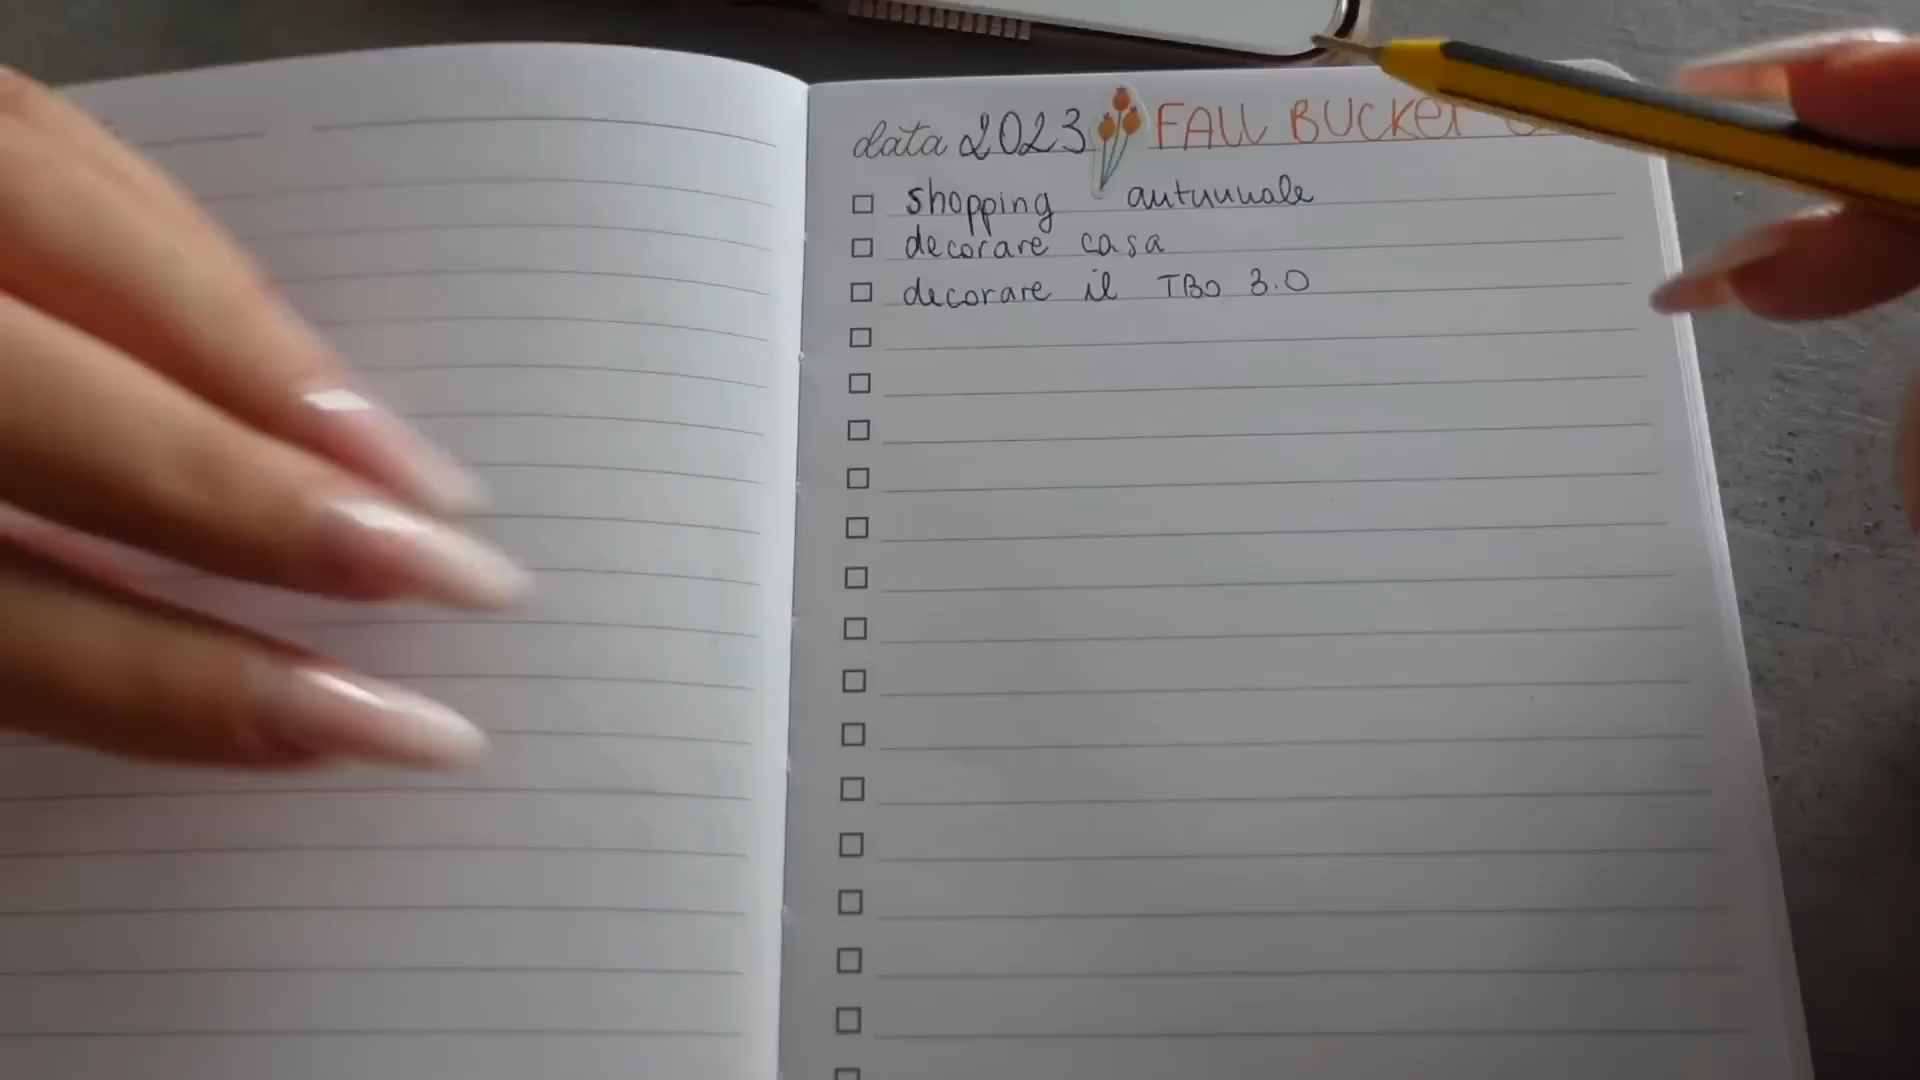 data 2023 FALL BUCKET
shopping autunnale
decorare casa
decorare il TBO 3.0